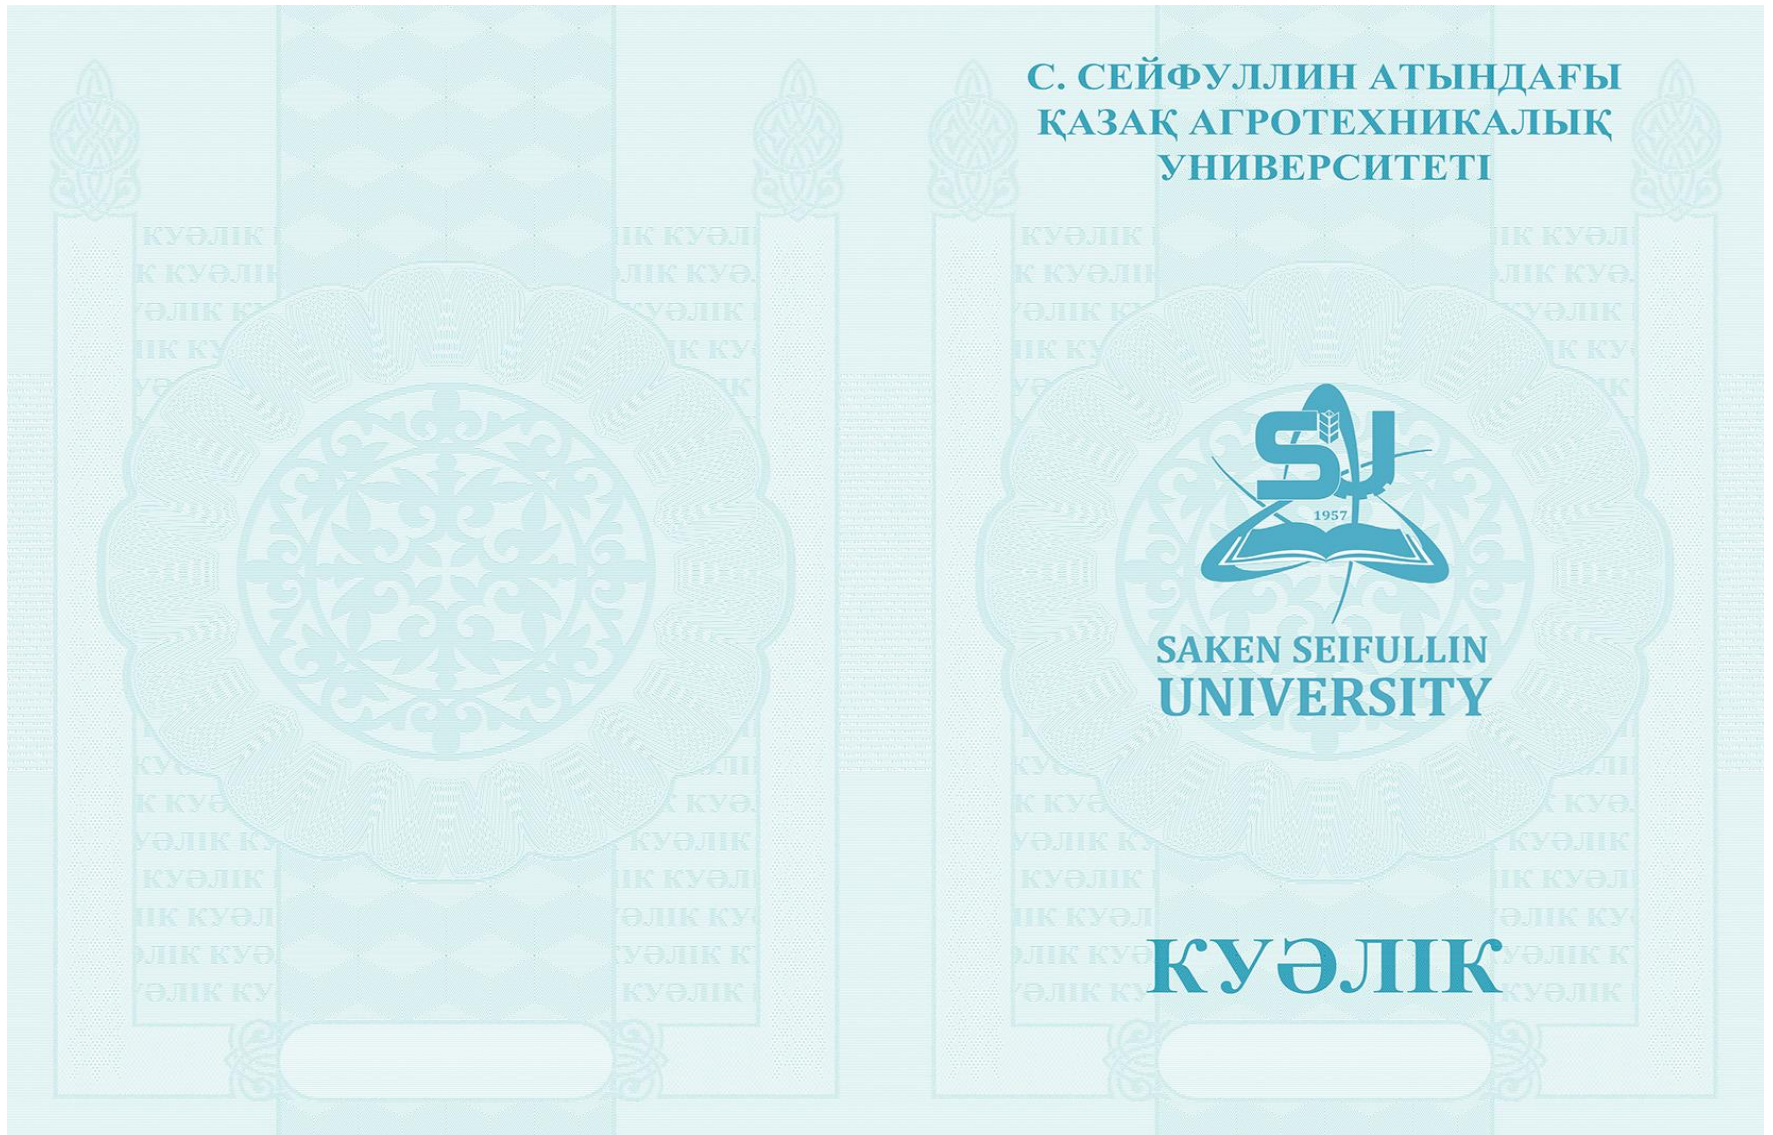 С. СЕЙФУЛЛИН АТЫНДАҒЫ
ҚАЗАҚ АГРОТЕХНИКАЛЫҚ
УНИВЕРСИТЕТІ
SU
1957
SAKEN SEIFULLIN
UNIVERSITY
КУӘЛІК